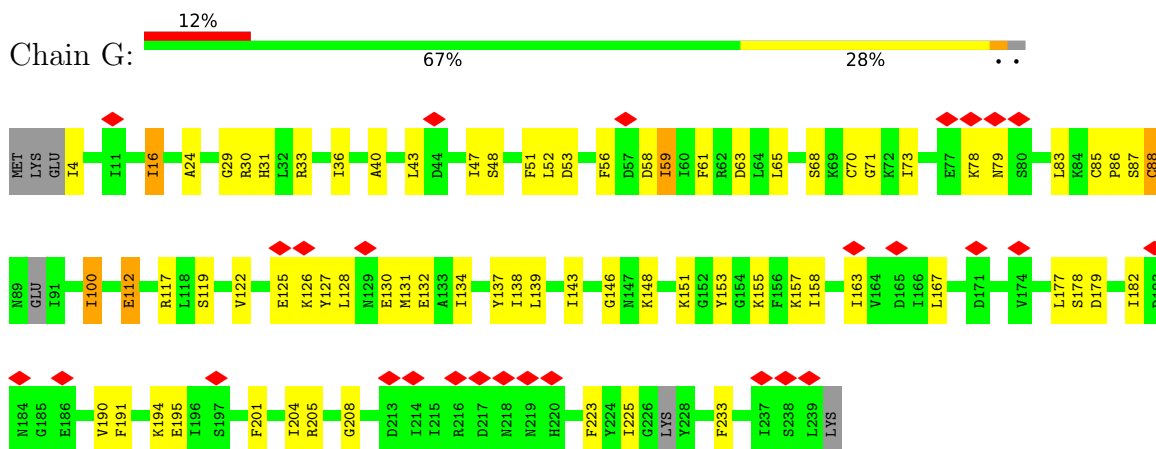 12%
Chain G:
67% 28% • •
MET LYS GLU I4 I11 I16 A24 G29 R30 H31 L32 R33 I36 A40 L43 D44 I47 S48 F51 L52 D53 F56 D57 D58 I59 I60 F61 R62 D63 L64 L65 S68 K69 C70 G71 K72 I73 E77 K78 N79 S80 L83 K84 C85 P86 S87 C88
N89 GLU I91 I100 E112 R117 L118 S119 V122 E125 K126 Y127 L128 N129 E130 M131 E132 A133 I134 Y137 I138 L139 I143 G146 N147 K148 K151 G152 Y153 G154 K155 F156 K157 I158 I163 V164 D165 I166 L167 D171 V174 L177 S178 D179 I182
N184 G185 E186 V190 F191 K194 E195 I196 S197 F201 I204 R205 G208 D213 I214 I215 R216 D217 N218 N219 H220 F223 Y224 I225 G226 LYS Y228 F233 I237 S238 L239 LYS